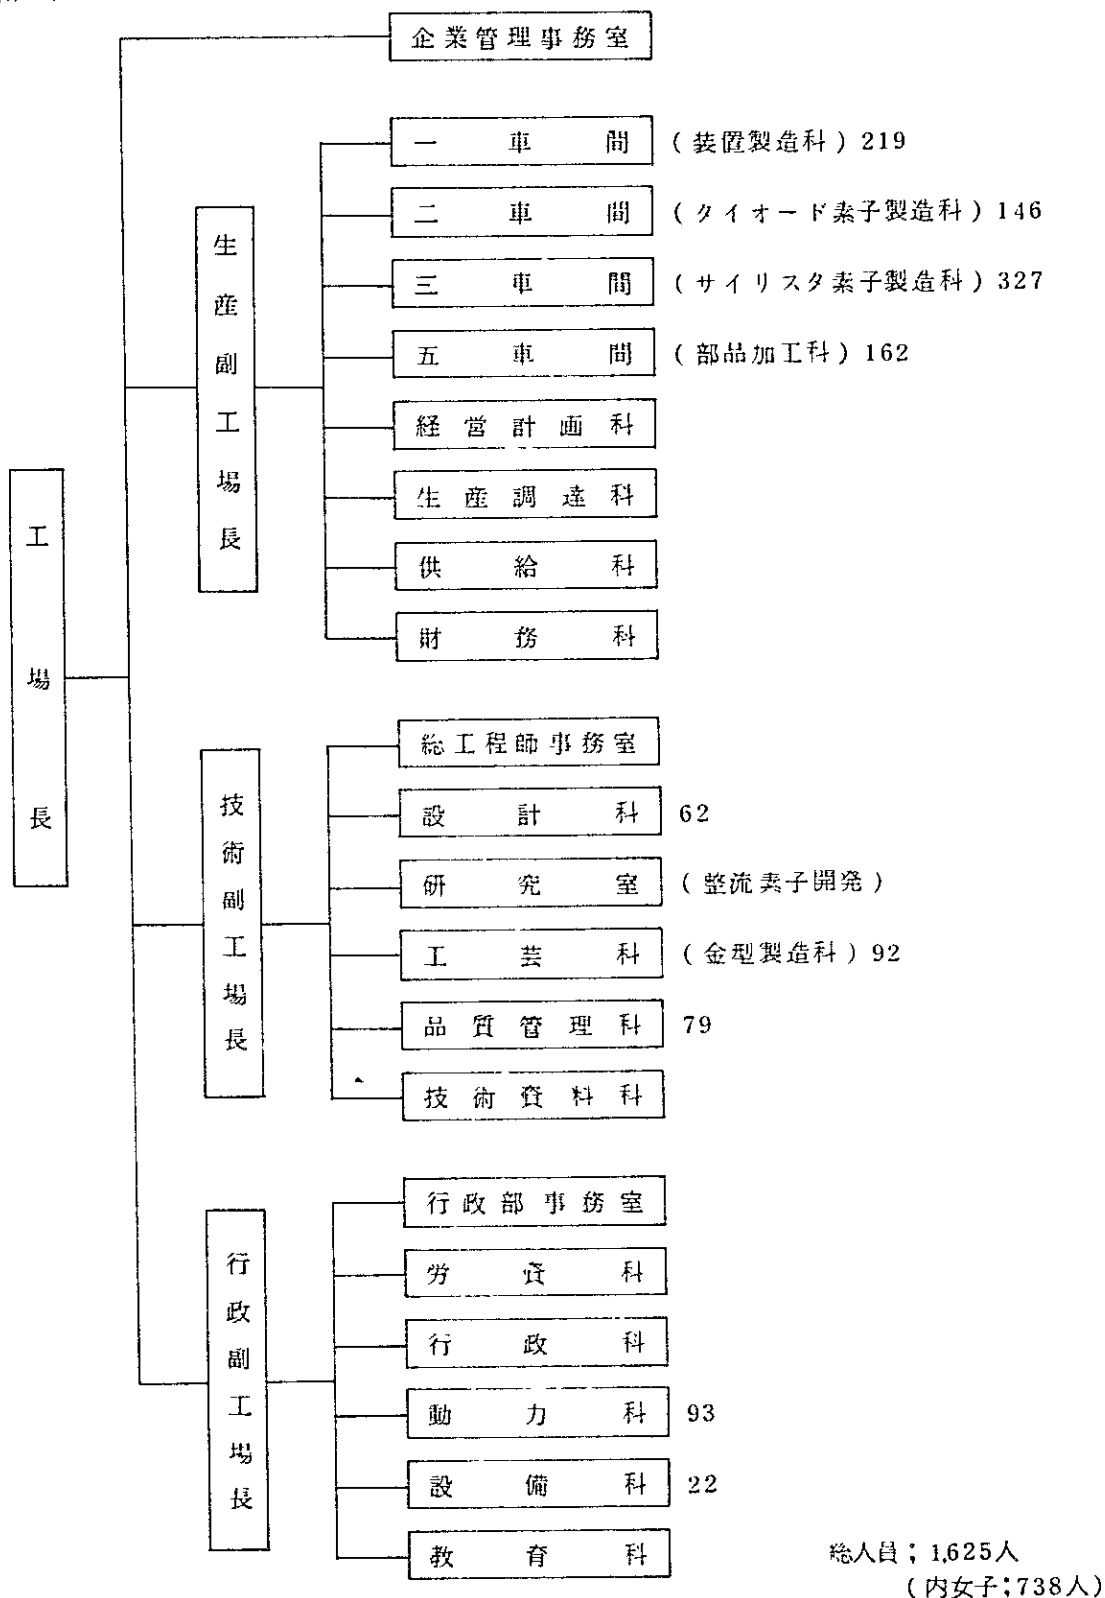 企業管理事務室
一車間 (装置製造科) 219
二車間 (タイオード素子製造科) 146
三車間 (サイリスタ素子製造科) 327
五車間 (部品加工科) 162
経営計画科
生産調達科
供給科
財務科
生産副工場長
工場長
総工程師事務室
設計科 62
研究室 (整流素子開発)
工芸科 (金型製造科) 92
品質管理科 79
技術資料科
技術副工場長
行政部事務室
労資科
行政科
動力科 93
設備科 22
教育科
行政副工場長
総人員;1,625人
(内女子;738人)